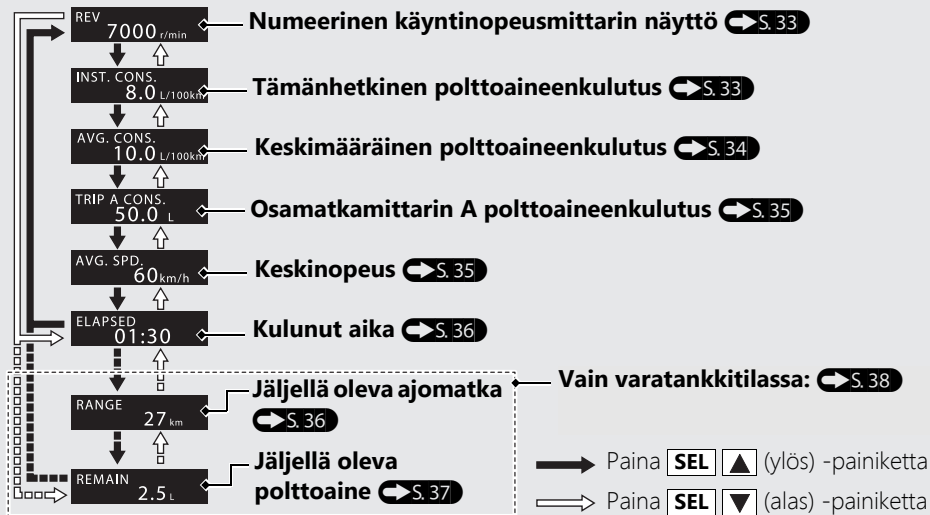 REV
7000 r/min
Numeerinen käyntinopeusmittarin näyttö S. 33
INST. CONS.
8.0 L/100km
Tämänhetkinen polttoaineenkulutus S. 33
AVG. CONS.
10.0 L/100km
Keskimääräinen polttoaineenkulutus S. 34
TRIP A CONS.
50.0 L
Osamatkamittarin A polttoaineenkulutus S. 35
AVG. SPD.
60 km/h
Keskinopeus S. 35
ELAPSED
01:30
Kulunut aika S. 36
Vain varatankkitilassa: S. 38
RANGE
27 km
Jäljellä oleva ajomatka
S. 36
REMAIN
2.5 L
Jäljellä oleva
polttoaine S. 37
Paina SEL ▲ (ylös) -painiketta
Paina SEL ▼ (alas) -painiketta